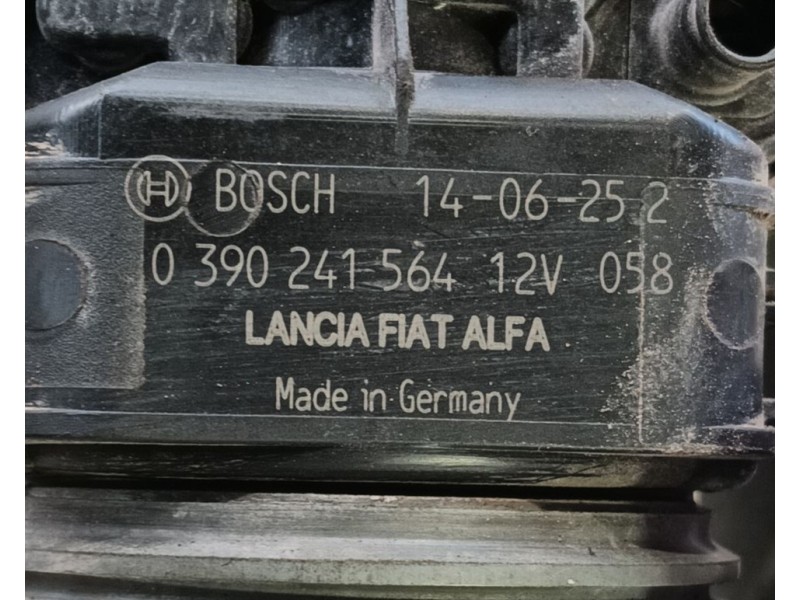 BOSCH 14-06-25 2
0 390 241 564 12V 058
LANCIA FIAT ALFA
Made in Germany